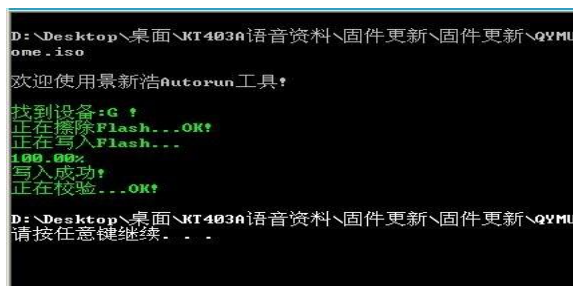 D:\Desktop\桌面\KT403A语音资料\固件更新\固件更新\QYMU
ome.iso
欢迎使用景新浩Autorun工具!
找到设备:G !
正在擦除Flash...OK!
正在写入Flash...
100.00%
写入成功!
正在校验...OK!
D:\Desktop\桌面\KT403A语音资料\固件更新\固件更新\QYMU
请按任意键继续. . .